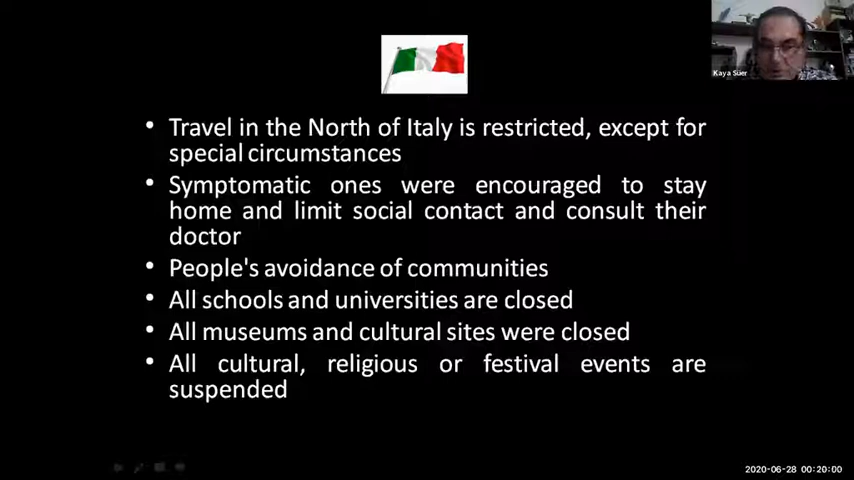 Kaya Süer
• Travel in the North of Italy is restricted, except for
special circumstances
• Symptomatic ones were encouraged to stay
home and limit social contact and consult their
doctor
• People's avoidance of communities
• All schools and universities are closed
• All museums and cultural sites were closed
• All cultural, religious or festival events are
suspended
2020-06-28 00:20:00